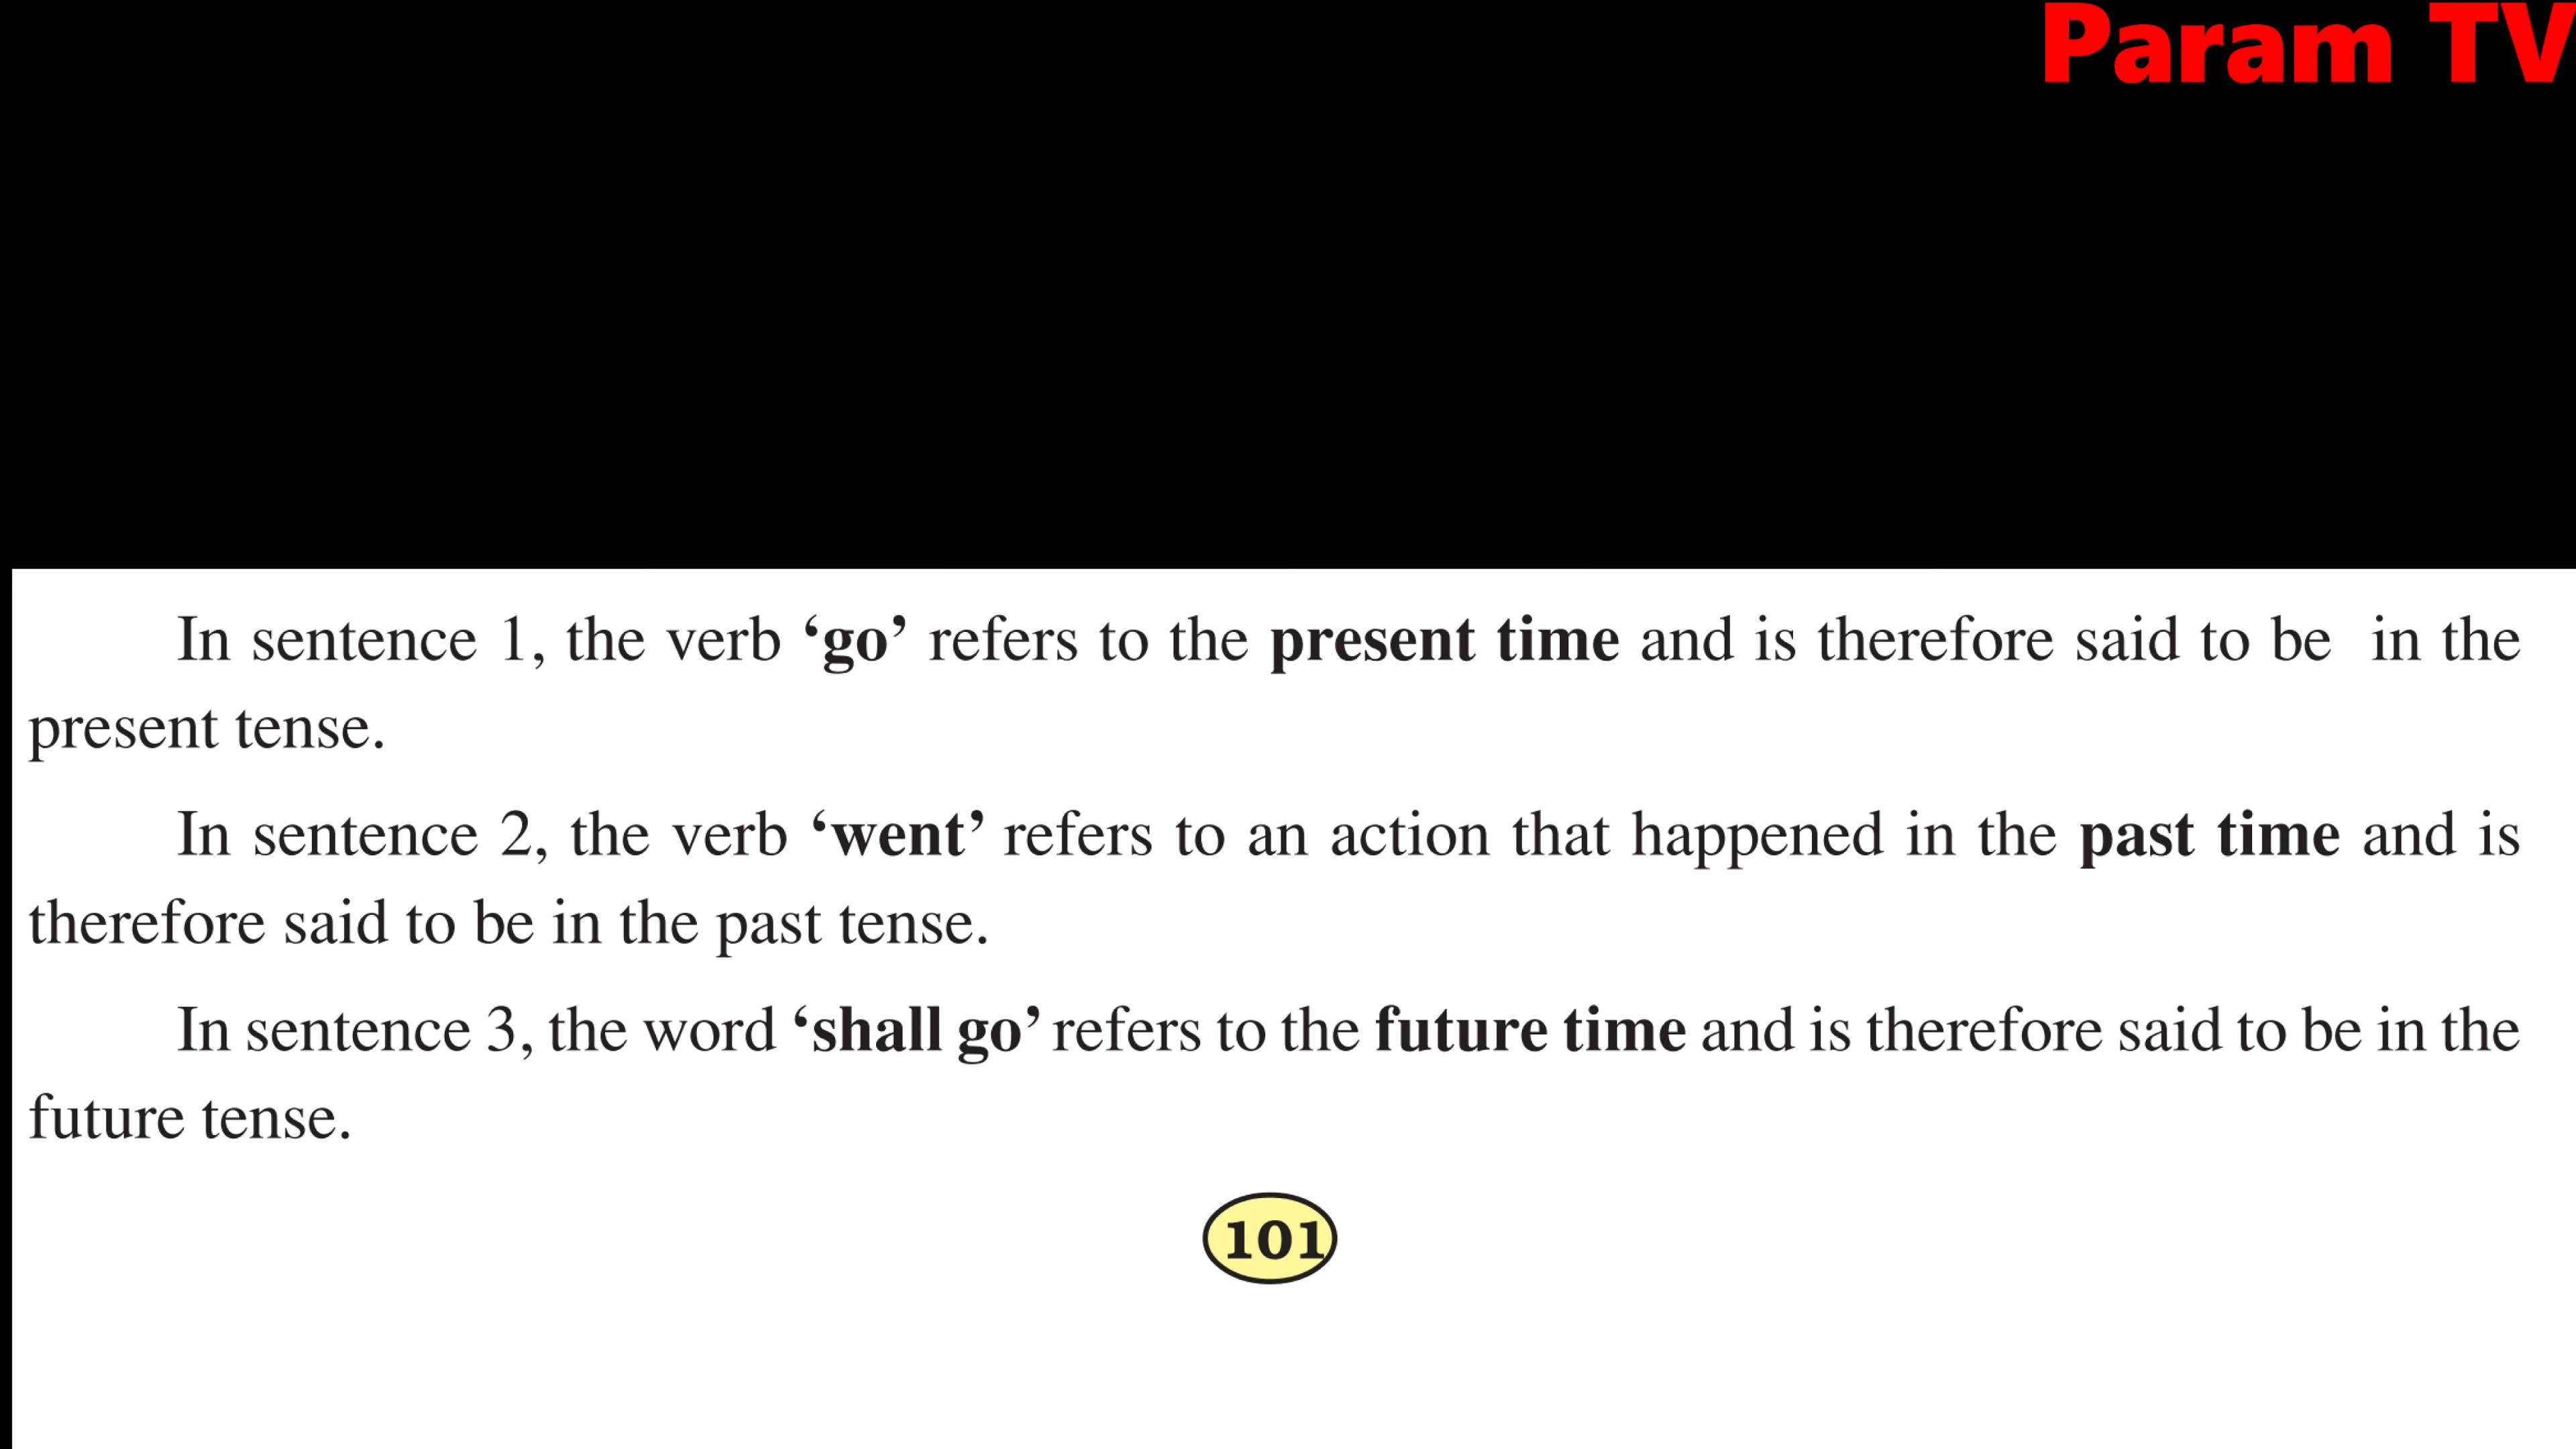 Param TV
In sentence 1, the verb ‘go’ refers to the present time and is therefore said to be in the
present tense.
In sentence 2, the verb ‘went’ refers to an action that happened in the past time and is
therefore said to be in the past tense.
In sentence 3, the word ‘shall go’ refers to the future time and is therefore said to be in the
future tense.
101